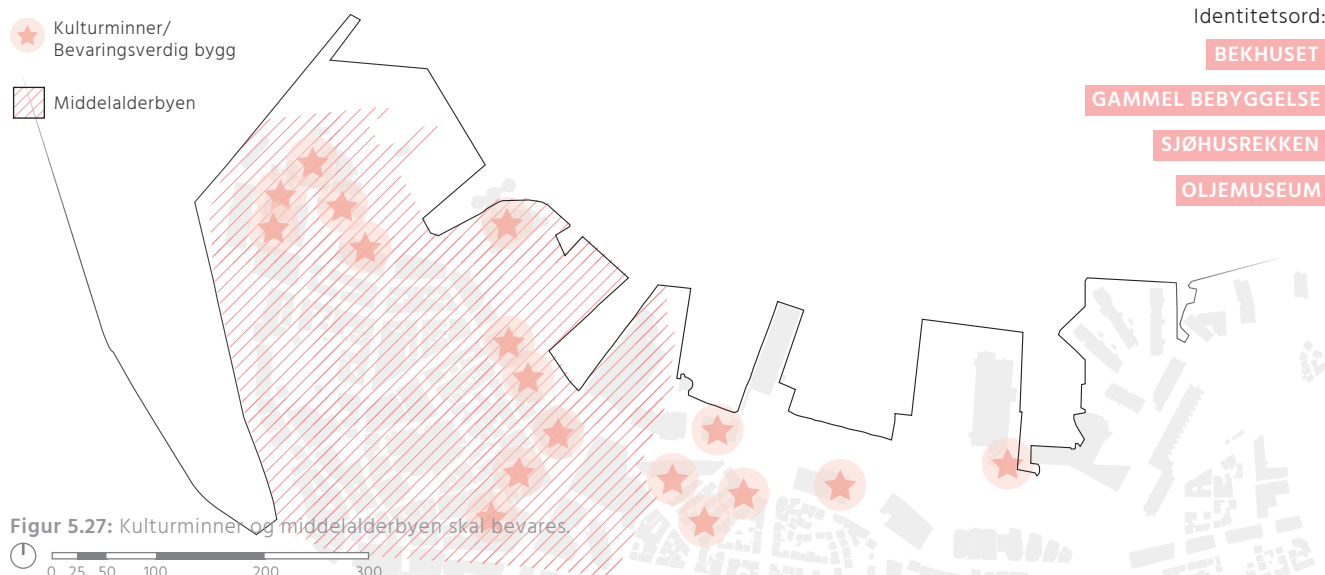 Kulturminner/
Bevaringsverdig bygg
Middelalderbyen
Identitetsord:
BEKHUSET
GAMMEL BEBYGGELSE
SJØHUSREKKEN
OLJEMUSEUM
Figur 5.27: Kulturminner og middelalderbyen skal bevares.
0 25 50 100 200 300